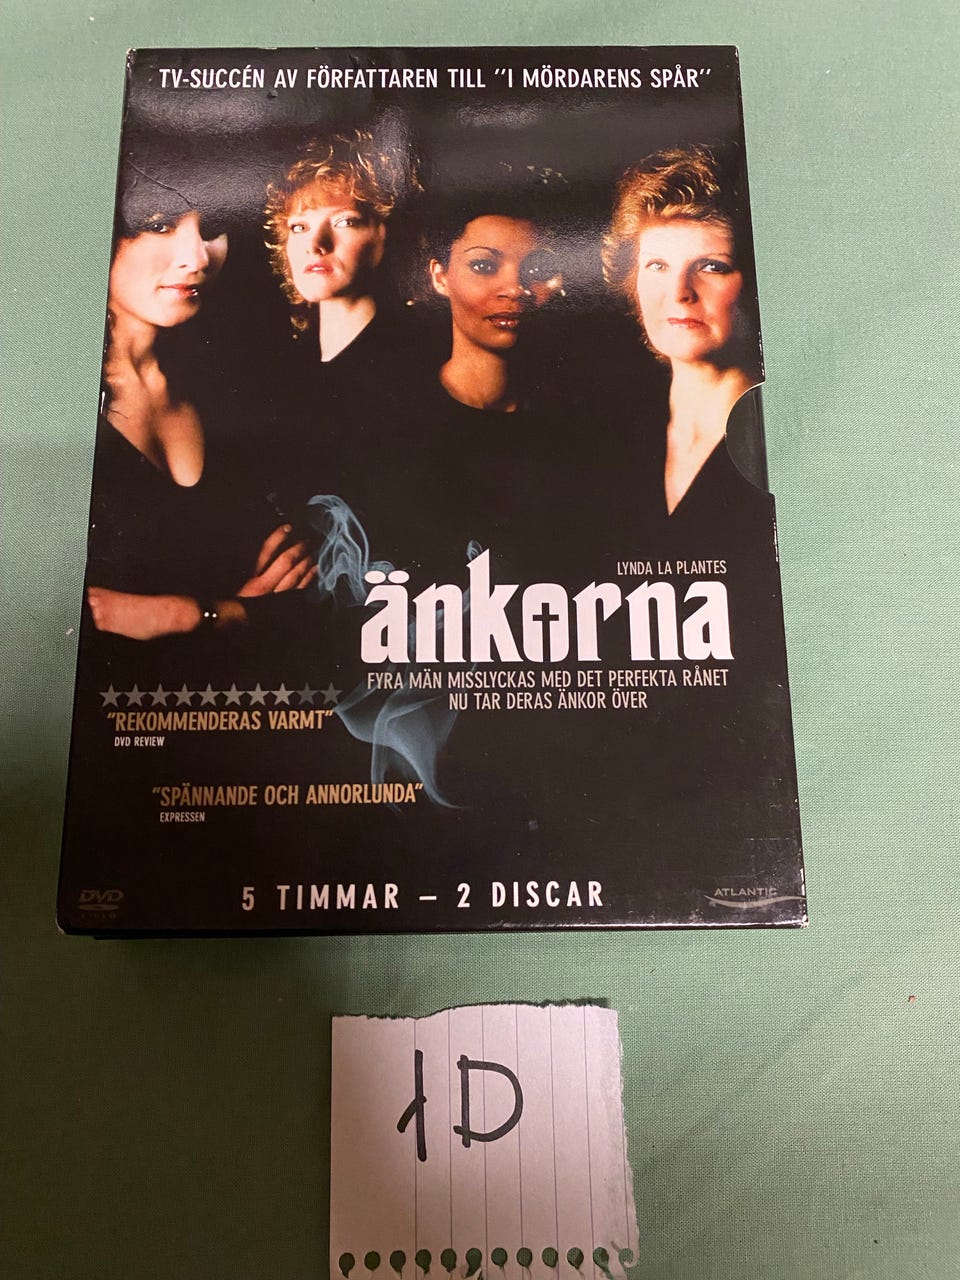 TV-SUCCÉN AV FÖRFATTAREN TILL ”I MÖRDARENS SPÅR”
LYNDA LA PLANTES
änkorna
FYRA MÄN MISSLYCKAS MED DET PERFEKTA RÅNET
NU TAR DERAS ÄNKOR ÖVER
”REKOMMENDERAS VARMT”
DVD REVIEW
”SPÄNNANDE OCH ANNORLUNDA”
EXPRESSEN
DVD
VIDEO
5 TIMMAR – 2 DISCAR
ATLANTIC
1D